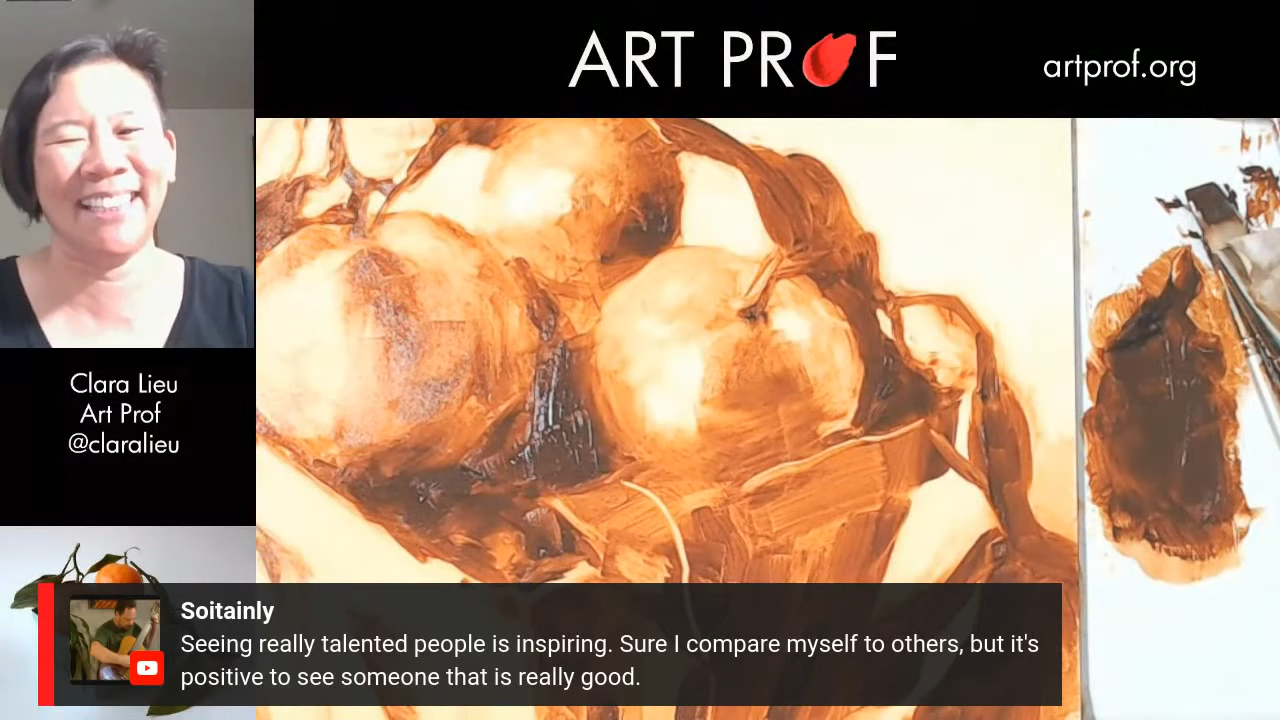 ART PROF
artprof.org
Clara Lieu
Art Prof
@claralieu
Soitainly
Seeing really talented people is inspiring. Sure I compare myself to others, but it's
positive to see someone that is really good.